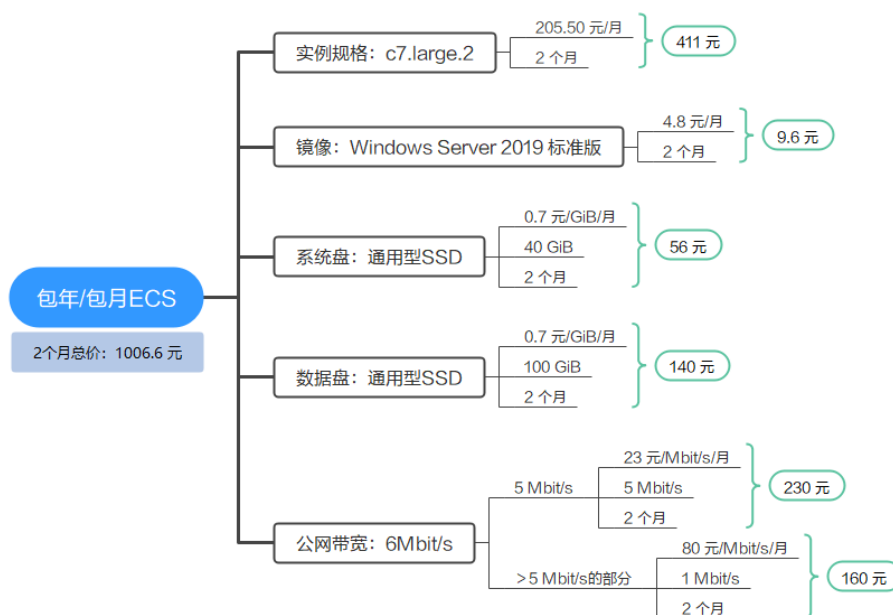 包年/包月ECS
2个月总价：1006.6 元
实例规格：c7.large.2
205.50 元/月
2 个月
411 元
镜像：Windows Server 2019 标准版
4.8 元/月
2 个月
9.6 元
系统盘：通用型SSD
0.7 元/GiB/月
40 GiB
2 个月
56 元
数据盘：通用型SSD
0.7 元/GiB/月
100 GiB
2 个月
140 元
公网带宽：6Mbit/s
5 Mbit/s
23 元/Mbit/s/月
5 Mbit/s
2 个月
230 元
>5 Mbit/s的部分
80 元/Mbit/s/月
1 Mbit/s
2 个月
160 元